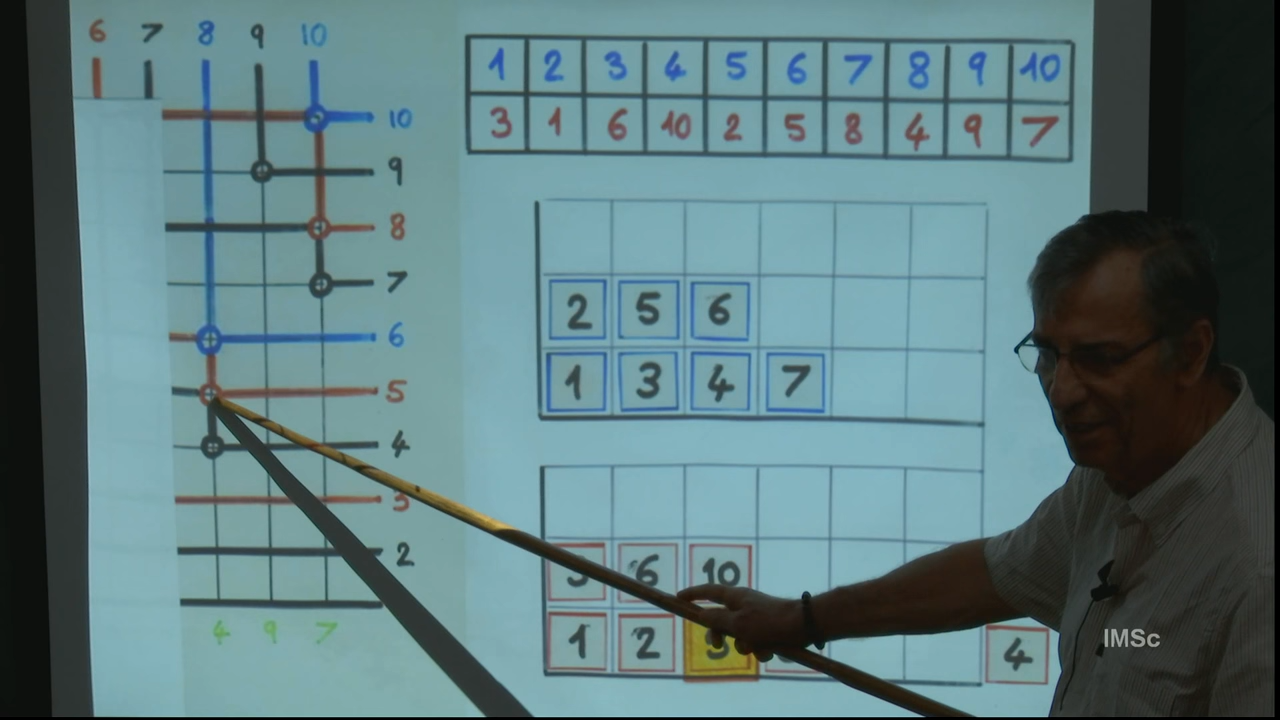 6 7 8 9 10
10
9
8
7
6
5
4
3
2
4 9 7
1 2 3 4 5 6 7 8 9 10
3 1 6 10 2 5 8 4 9 7
2 5 6
1 3 4 7
6 10
1 2
4
IMSc